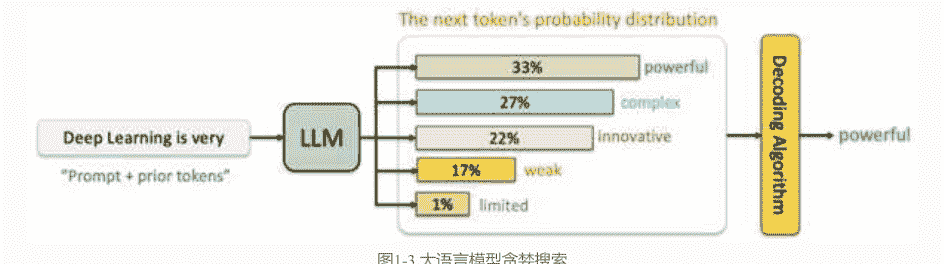 The next token's probability distribution
33% powerful
27% complex
22% innovative
17% weak
1% limited
Deep Learning is very
"Prompt + prior tokens"
LLM
Decoding Algorithm
powerful
图1-3 大语言模型贪婪搜索